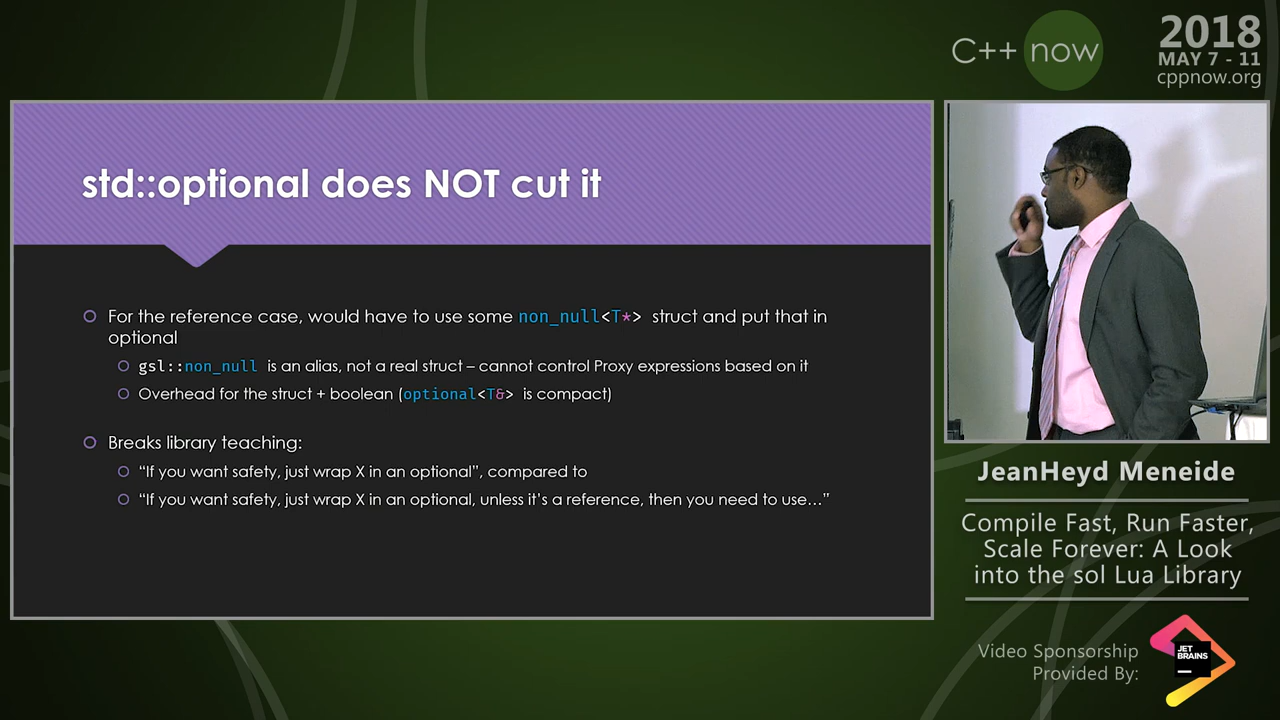 C++ now
2018
MAY 7 - 11
cppnow.org
std::optional does NOT cut it
For the reference case, would have to use some non_null<T*> struct and put that in
optional
gsl::non_null is an alias, not a real struct – cannot control Proxy expressions based on it
Overhead for the struct + boolean (optional<T&> is compact)
Breaks library teaching:
“If you want safety, just wrap X in an optional”, compared to
“If you want safety, just wrap X in an optional, unless it’s a reference, then you need to use…”
JeanHeyd Meneide
Compile Fast, Run Faster,
Scale Forever: A Look
into the sol Lua Library
Video Sponsorship
Provided By:
JET
BRAINS